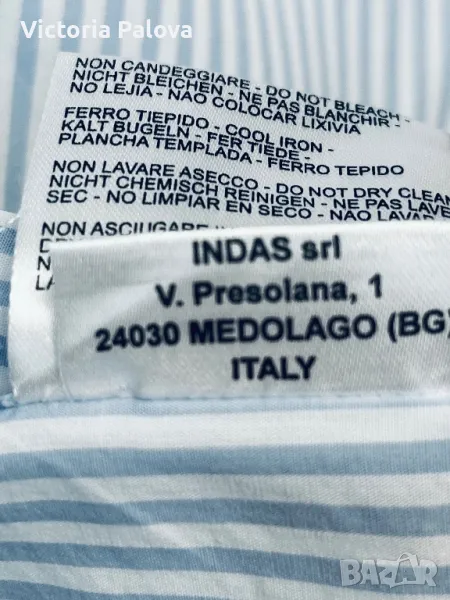 Victoria Palova
NON CANDEGGIARE - DO NOT BLEACH -
NICHT BLEICHEN - NE PAS BLANCHIR -
NO LEJIA - NAO COLOCAR LIXIVIA
FERRO TIEPIDO - COOL IRON -
KALT BUGELN - FER TIEDE -
PLANCHA TEMPLADA - FERRO TEPIDO
NON LAVARE ASECCO - DO NOT DRY CLEAN
NICHT CHEMISCH REINIGEN - NE PAS LAVE
SEC - NO LIMPIAR EN SECO - NAO LAVAR
NON ASCIUGARE
INDAS srl
V. Presolana, 1
24030 MEDOLAGO (BG)
ITALY
bazar